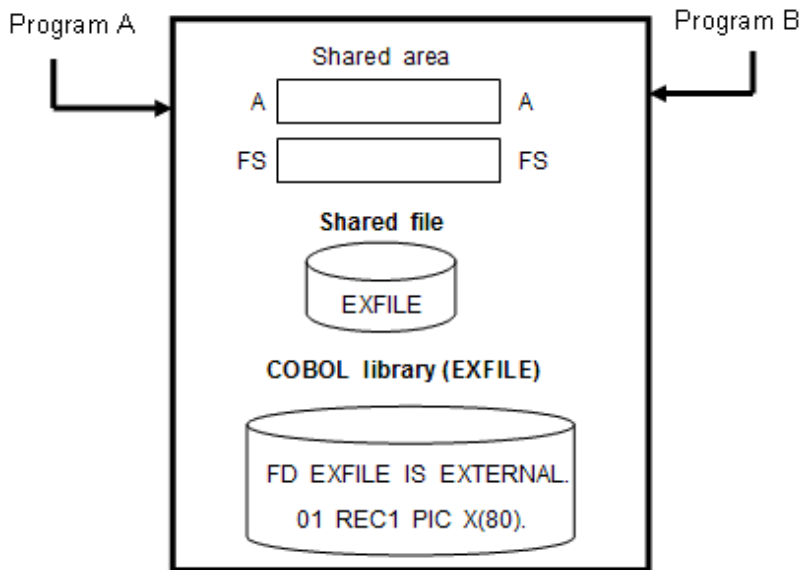 Program A
Program B
Shared area
A A
FS FS
Shared file
EXFILE
COBOL library (EXFILE)
FD EXFILE IS EXTERNAL.
01 REC1 PIC X(80).